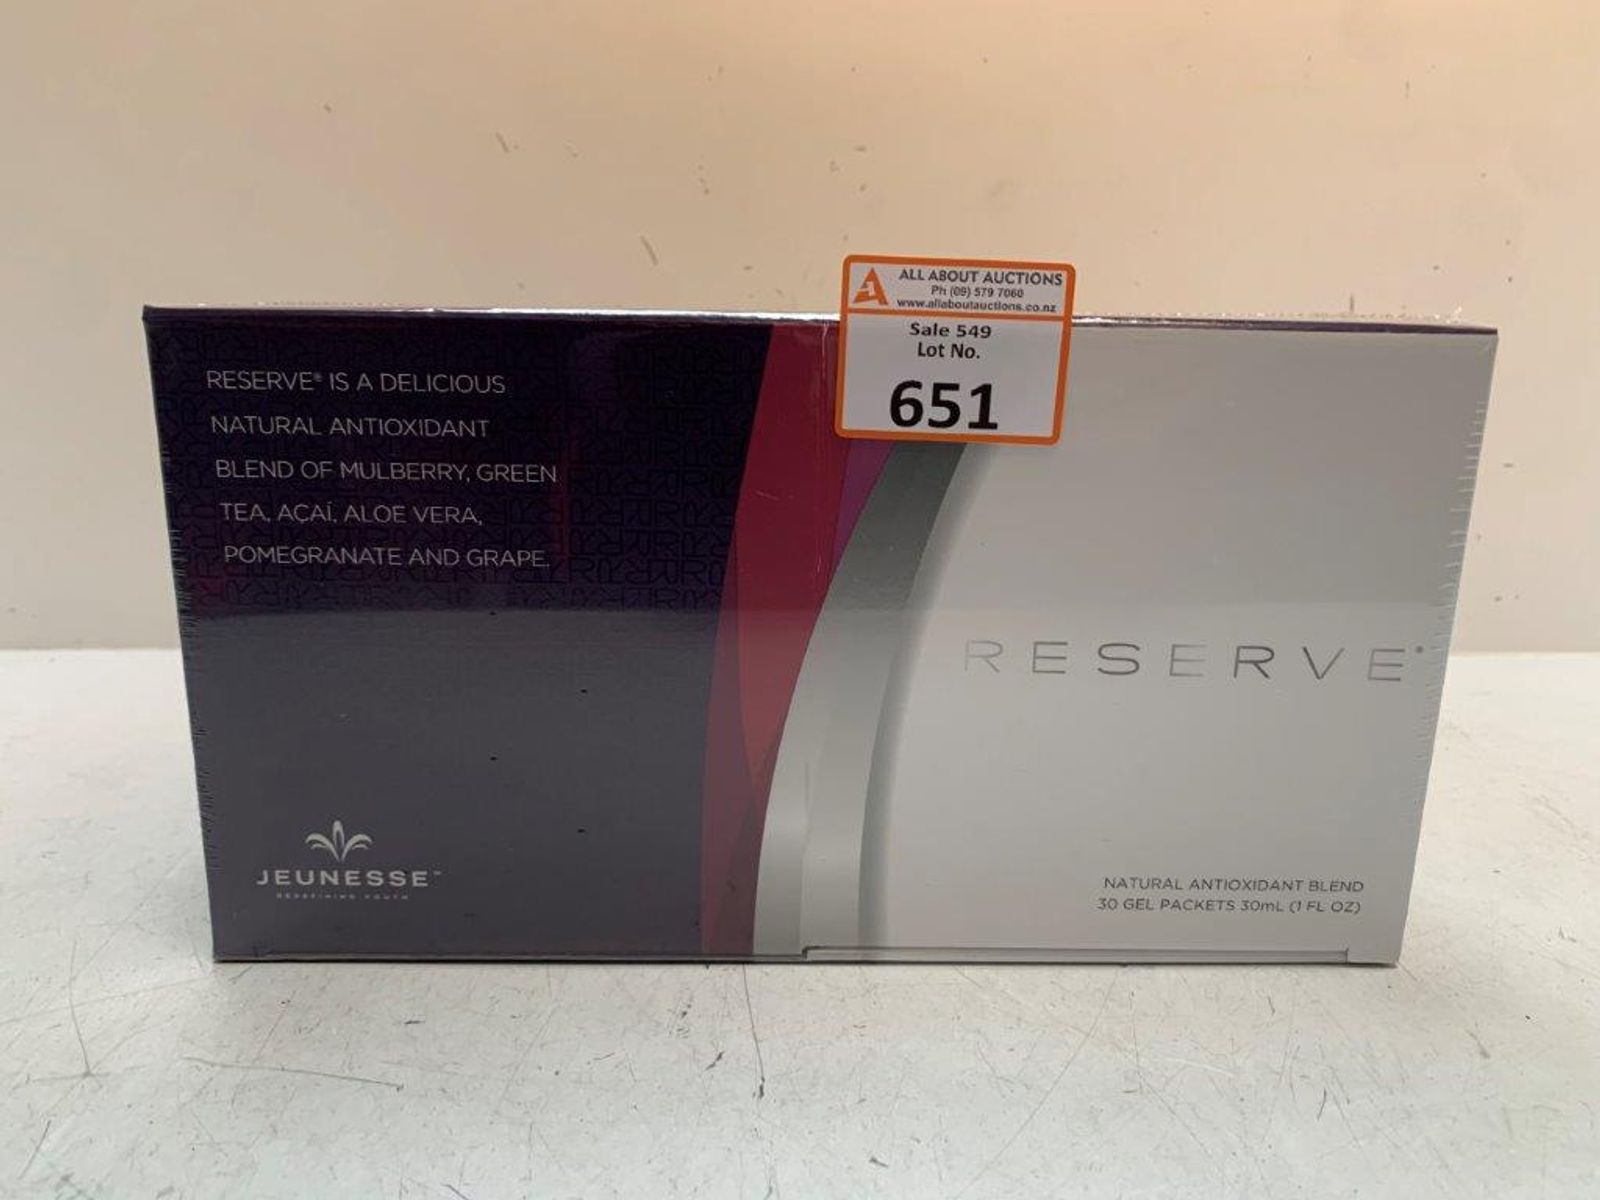 ALL ABOUT AUCTIONS
Ph (09) 579 7060
www.allaboutauctions.co.nz
Sale 549
Lot No.
651
RESERVE® IS A DELICIOUS
NATURAL ANTIOXIDANT
BLEND OF MULBERRY, GREEN
TEA, AÇAÍ, ALOE VERA,
POMEGRANATE AND GRAPE.
RESERVE®
JEUNESSE™
REDEFINING YOUTH
NATURAL ANTIOXIDANT BLEND
30 GEL PACKETS 30mL (1 FL OZ)